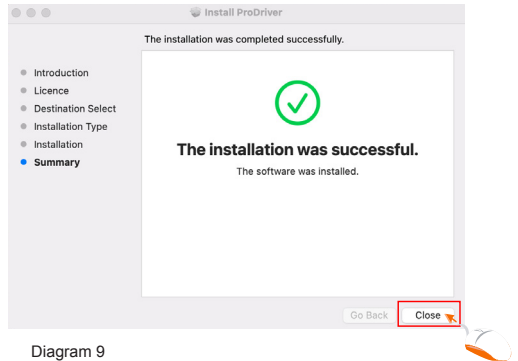 Install ProDriver
The installation was completed successfully.
Introduction
Licence
Destination Select
Installation Type
Installation
Summary
The installation was successful.
The software was installed.
Go Back
Close
Diagram 9